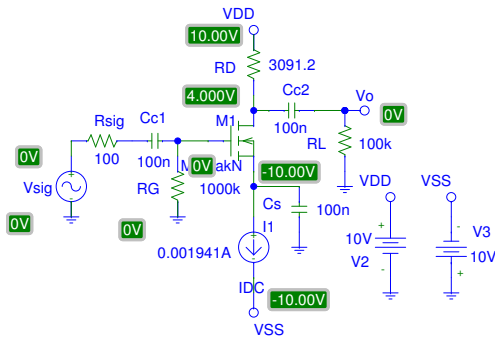 VDD
10.00V
RD
3091.2
4.000V
Cc2
Vo
0V
M1
100n
Rsig
Cc1
RL
100k
100
100n
0V
M
akN
0V
-10.00V
VDD
VSS
Vsig
RG
1000k
Cs
100n
0V
0V
I1
10V
V2
V3
10V
0.001941A
IDC
-10.00V
VSS
+
-
-
+